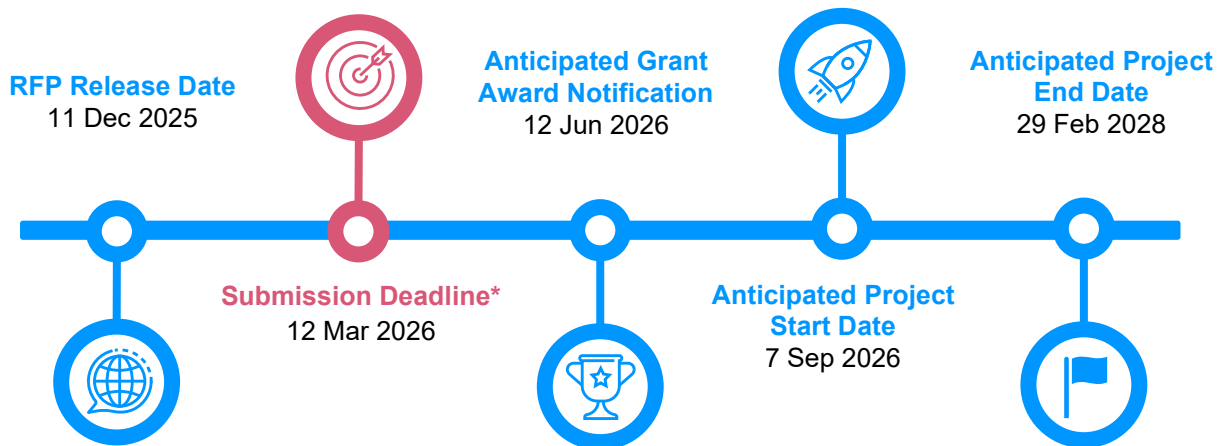 RFP Release Date
11 Dec 2025
Submission Deadline*
12 Mar 2026
Anticipated Grant
Award Notification
12 Jun 2026
Anticipated Project
Start Date
7 Sep 2026
Anticipated Project
End Date
29 Feb 2028